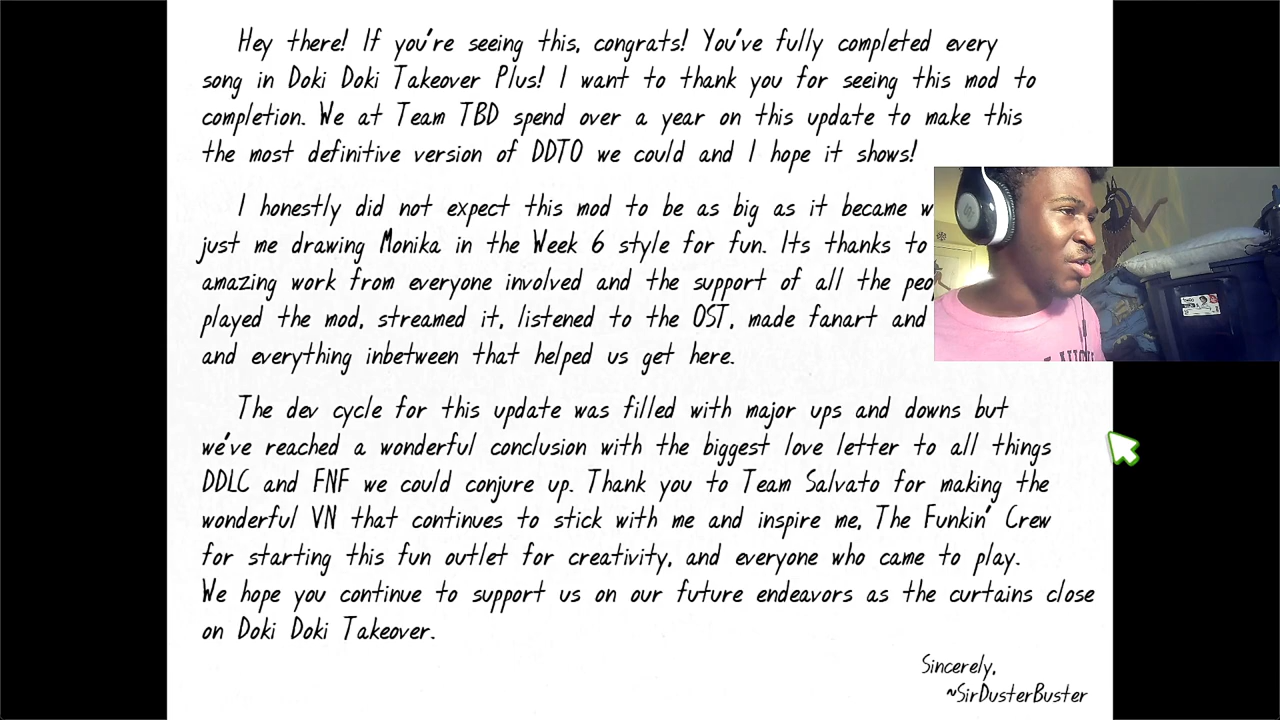 Hey there! If you're seeing this, congrats! You've fully completed every
song in Doki Doki Takeover Plus! I want to thank you for seeing this mod to
completion. We at Team TBD spend over a year on this update to make this
the most definitive version of DDTO we could and I hope it shows!
I honestly did not expect this mod to be as big as it became
just me drawing Monika in the Week 6 style for fun. Its thanks to
amazing work from everyone involved and the support of all the
played the mod, streamed it, listened to the OST, made fanart and
and everything inbetween that helped us get here.
The dev cycle for this update was filled with major ups and downs but
we've reached a wonderful conclusion with the biggest love letter to all things
DDLC and FNF we could conjure up. Thank you to Team Salvato for making the
wonderful VN that continues to stick with me and inspire me, The Funkin' Crew
for starting this fun outlet for creativity, and everyone who came to play.
We hope you continue to support us on our future endeavors as the curtains close
on Doki Doki Takeover.
Sincerely,
~SirDusterBuster